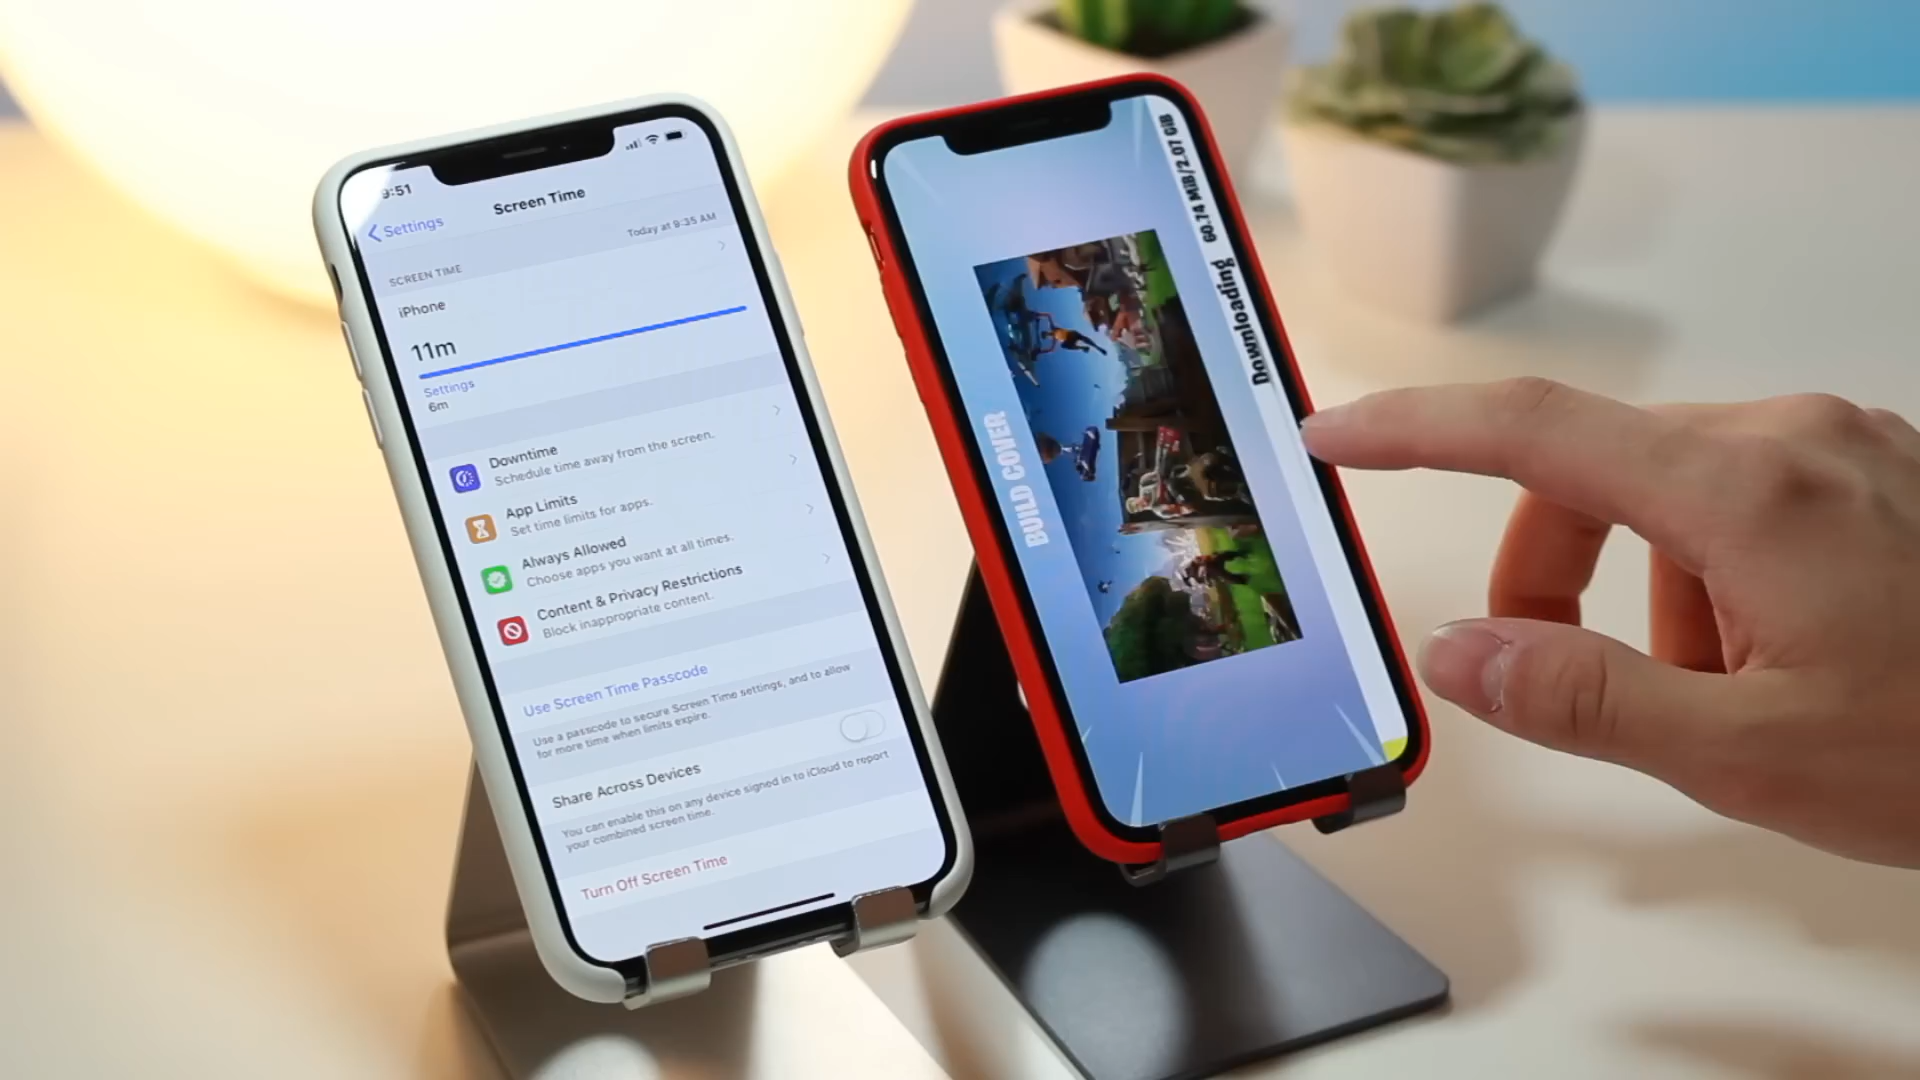 9:51
Settings
Screen Time
SCREEN TIME
Today at 9:35 AM
iPhone
11m
Settings
6m
Downtime
Schedule time away from the screen.
App Limits
Set time limits for apps.
Always Allowed
Choose apps you want at all times.
Content & Privacy Restrictions
Block inappropriate content.
Use Screen Time Passcode
Use a passcode to secure Screen Time settings, and to allow
for more time when limits expire.
Share Across Devices
You can enable this on any device signed in to iCloud to report
your combined screen time.
Turn Off Screen Time
BUILD COVER
Downloading 60.74 MiB/2.07 GiB